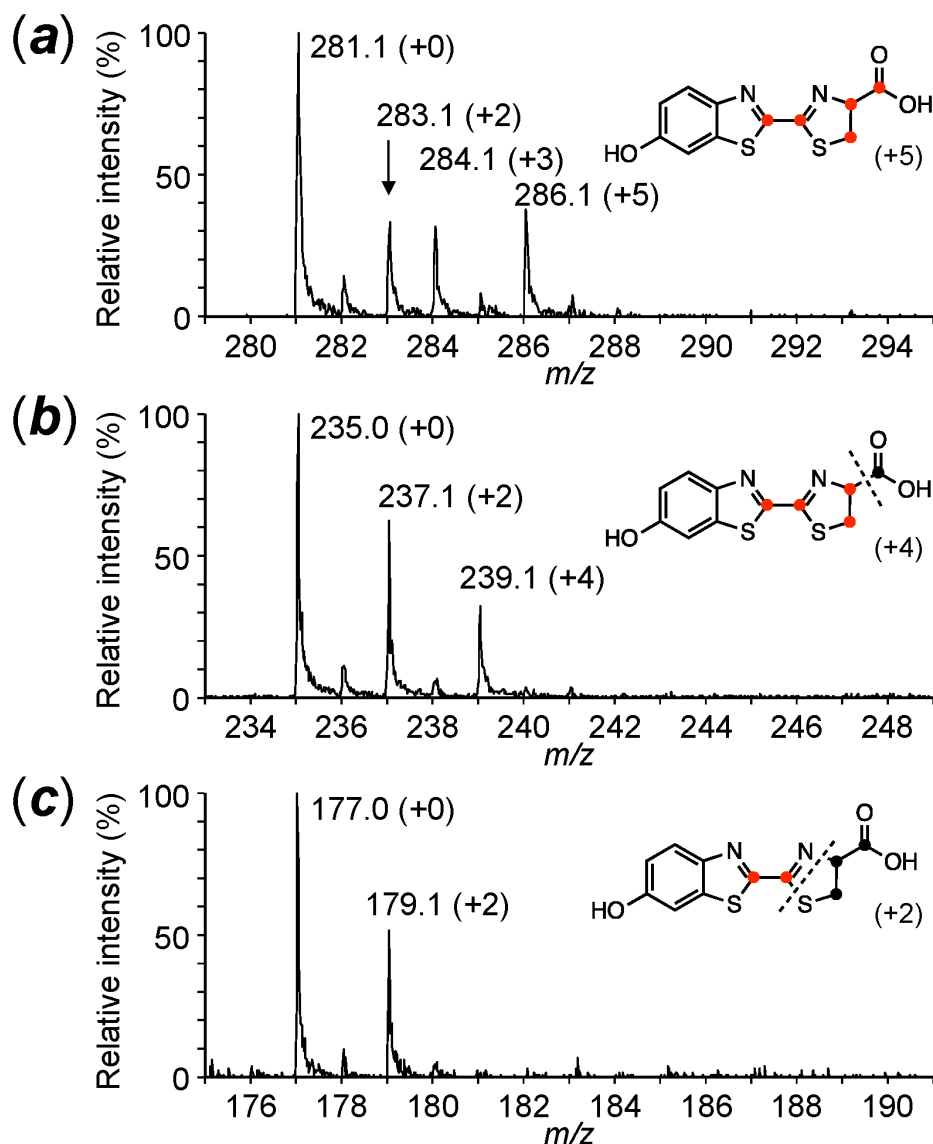 (a)
Relative intensity (%)
100
50
0
281.1 (+0)
283.1 (+2)
284.1 (+3)
286.1 (+5)
N
N
S
S
HO
O
OH
(+5)
280 282 284 286 288 290 292 294
m/z
(b)
Relative intensity (%)
100
50
0
235.0 (+0)
237.1 (+2)
239.1 (+4)
N
N
S
S
HO
O
OH
(+4)
234 236 238 240 242 244 246 248
m/z
(c)
Relative intensity (%)
100
50
0
177.0 (+0)
179.1 (+2)
N
N
S
S
HO
O
OH
(+2)
176 178 180 182 184 186 188 190
m/z